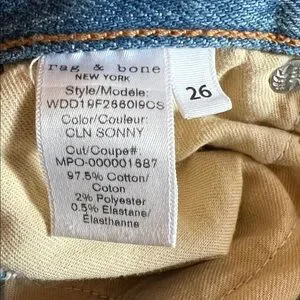 rag & bone
NEW YORK
Style/Modele:
WDD19F2660I9CS
Color/Couleur:
CLN SONNY
Cut/Coupe#:
MPO-000001887
97.5% Cotton/
Coton
2% Polyester
0.5% Elastane/
Elasthanne
26